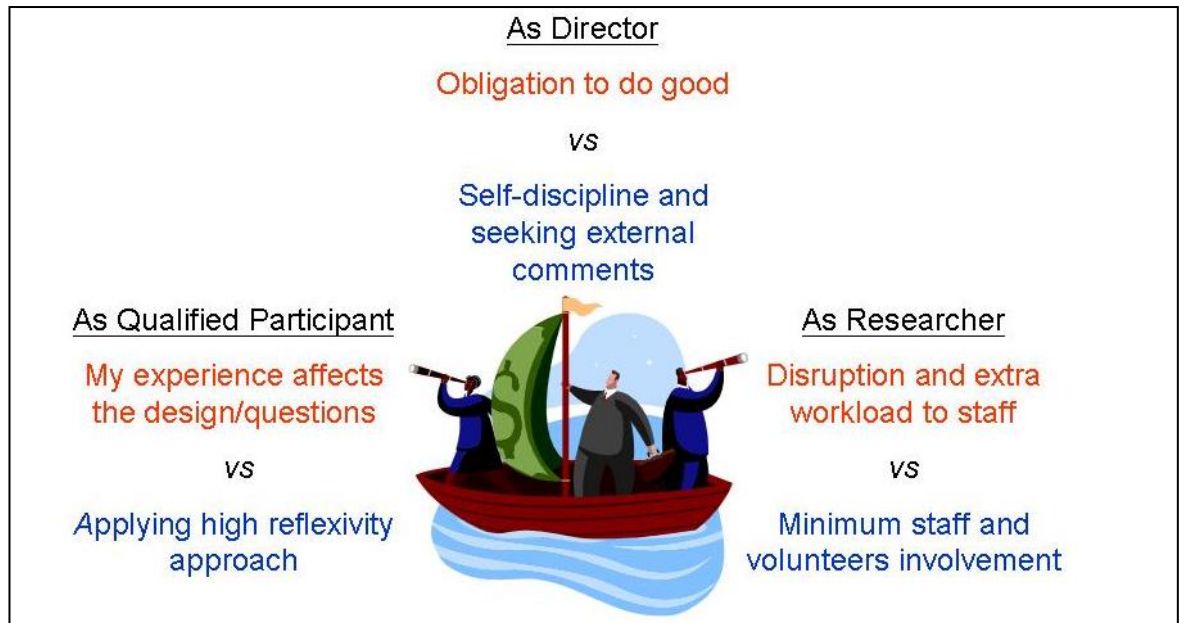 As Director
Obligation to do good
vs
Self-discipline and
seeking external
comments
As Qualified Participant
My experience affects
the design/questions
vs
Applying high reflexivity
approach
As Researcher
Disruption and extra
workload to staff
vs
Minimum staff and
volunteers involvement
$